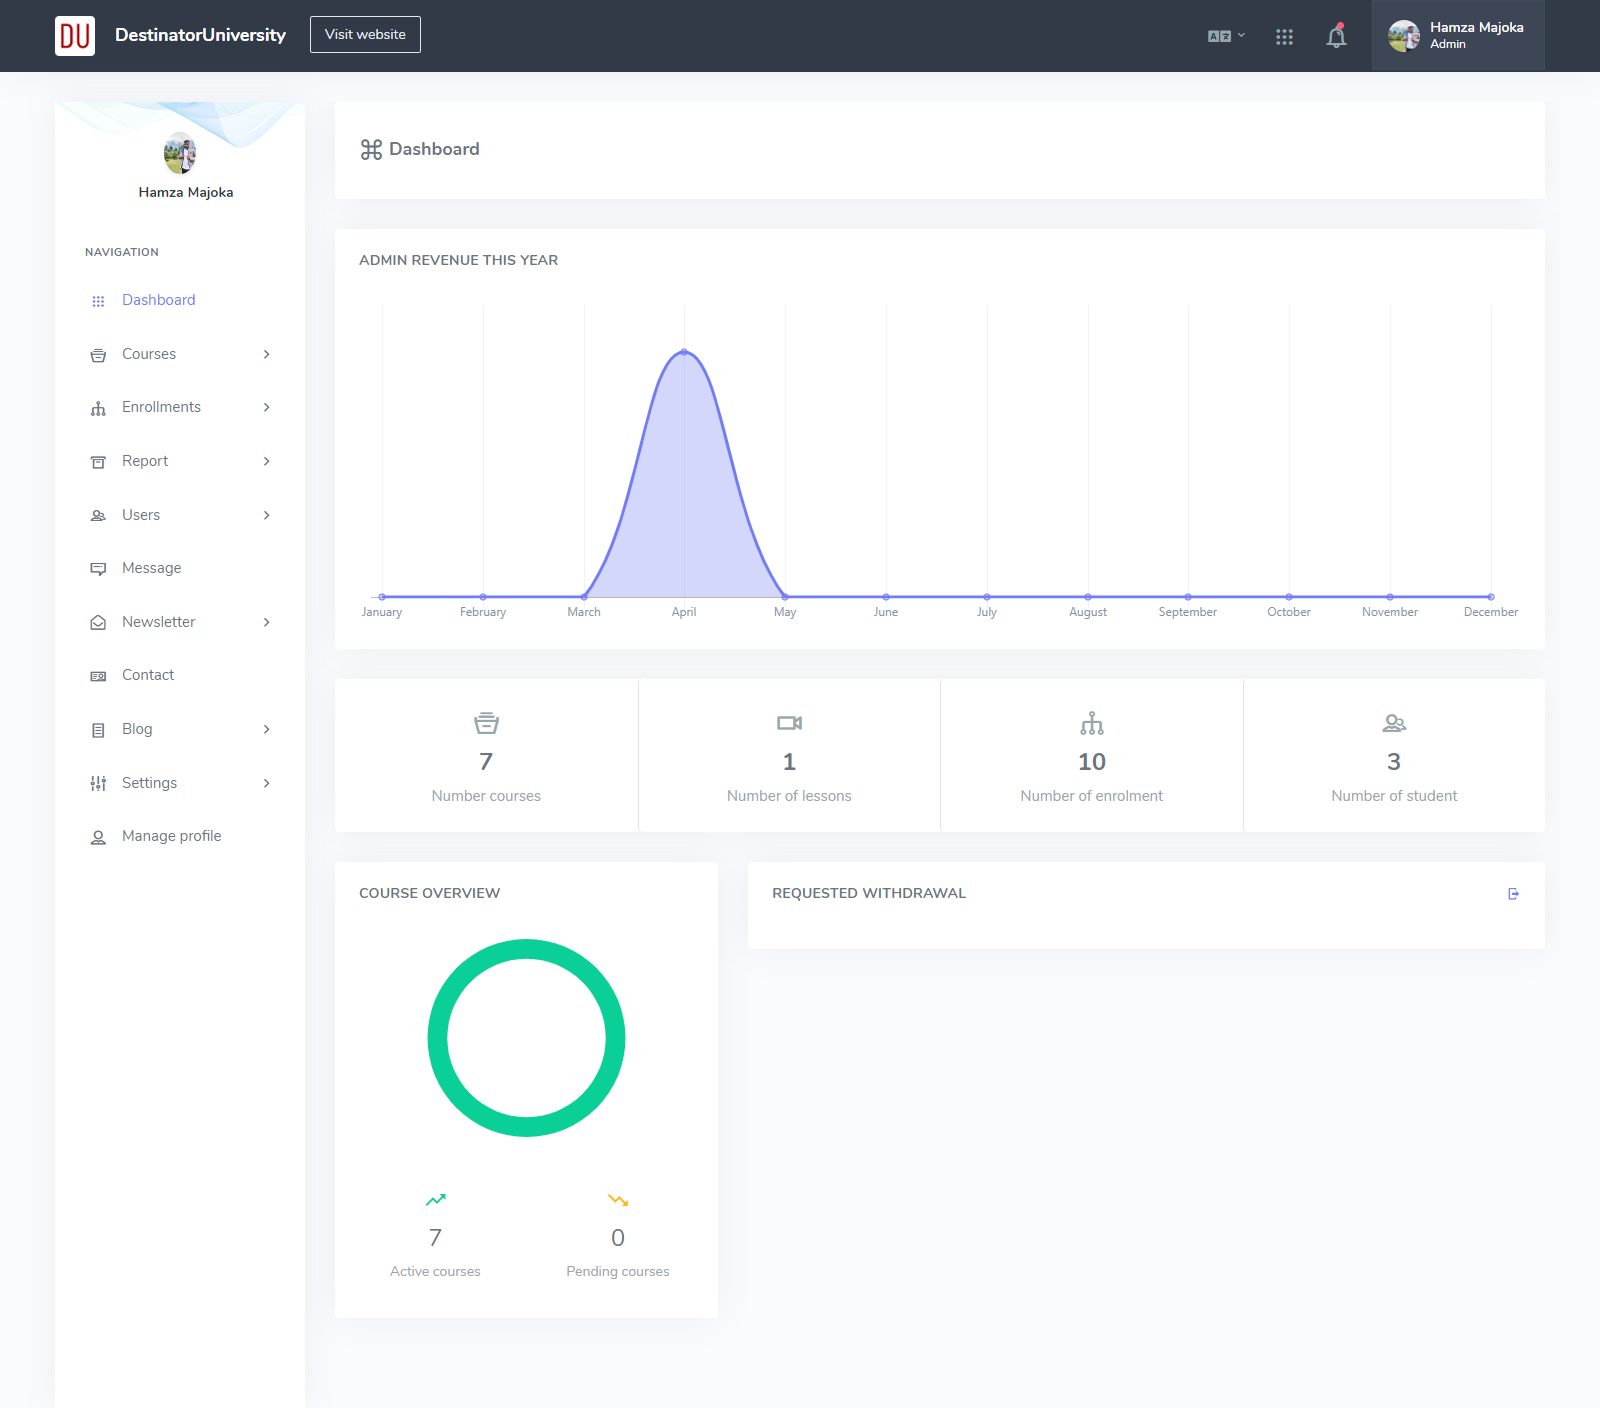 DU
DestinatorUniversity
Visit website
Hamza Majoka
Admin
Hamza Majoka
NAVIGATION
Dashboard
Courses
Enrollments
Report
Users
Message
Newsletter
Contact
Blog
Settings
Manage profile
Dashboard
ADMIN REVENUE THIS YEAR
January February March April May June July August September October November December
7
Number courses
1
Number of lessons
10
Number of enrolment
3
Number of student
COURSE OVERVIEW
7
Active courses
0
Pending courses
REQUESTED WITHDRAWAL